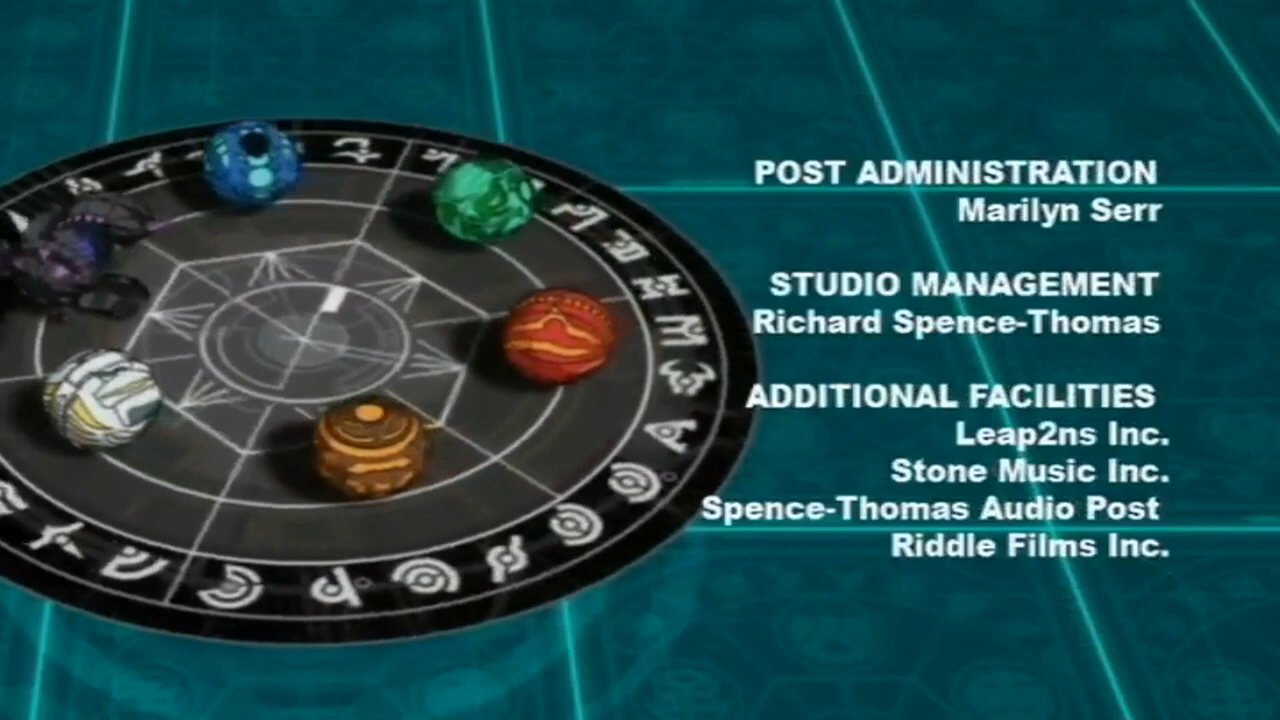 POST ADMINISTRATION
Marilyn Serr
STUDIO MANAGEMENT
Richard Spence-Thomas
ADDITIONAL FACILITIES
Leap2ns Inc.
Stone Music Inc.
Spence-Thomas Audio Post
Riddle Films Inc.